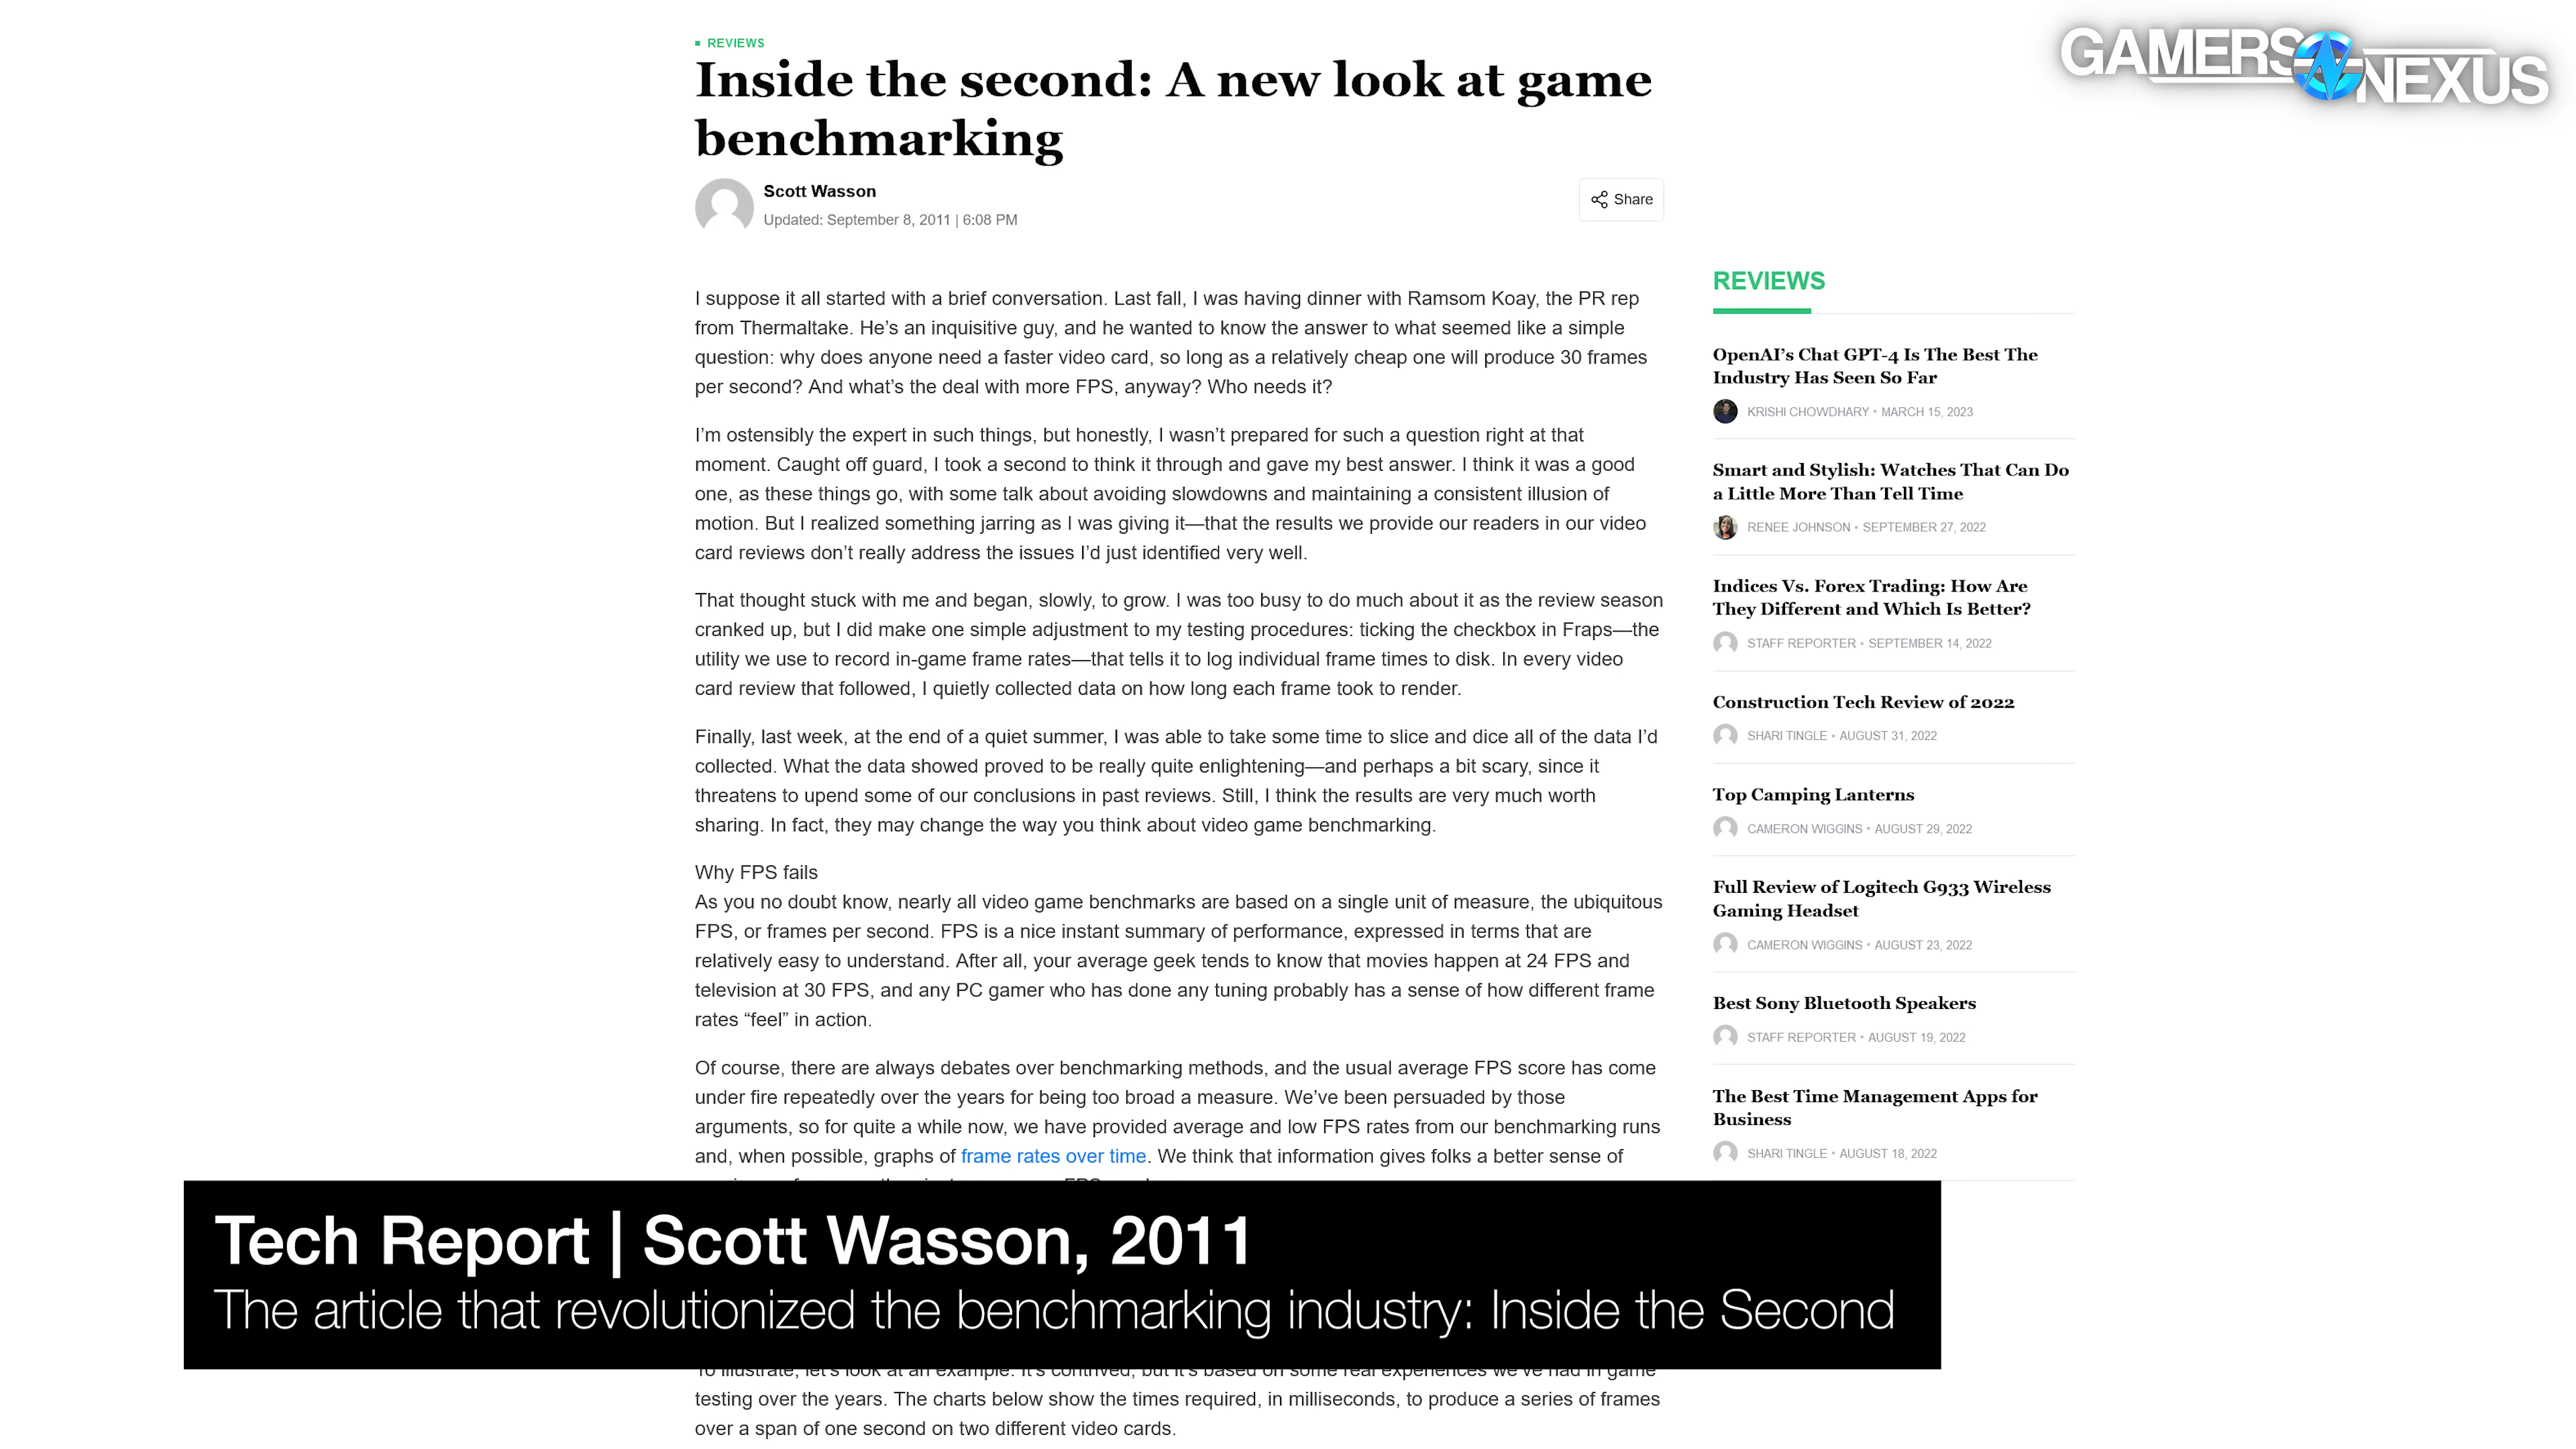 REVIEWS
Inside the second: A new look at game
benchmarking
Scott Wasson
Updated: September 8, 2011 | 6:08 PM
Share
GAMERS NEXUS
I suppose it all started with a brief conversation. Last fall, I was having dinner with Ramsom Koay, the PR rep
from Thermaltake. He’s an inquisitive guy, and he wanted to know the answer to what seemed like a simple
question: why does anyone need a faster video card, so long as a relatively cheap one will produce 30 frames
per second? And what’s the deal with more FPS, anyway? Who needs it?
I’m ostensibly the expert in such things, but honestly, I wasn’t prepared for such a question right at that
moment. Caught off guard, I took a second to think it through and gave my best answer. I think it was a good
one, as these things go, with some talk about avoiding slowdowns and maintaining a consistent illusion of
motion. But I realized something jarring as I was giving it—that the results we provide our readers in our video
card reviews don’t really address the issues I’d just identified very well.
That thought stuck with me and began, slowly, to grow. I was too busy to do much about it as the review season
cranked up, but I did make one simple adjustment to my testing procedures: ticking the checkbox in Fraps—the
utility we use to record in-game frame rates—that tells it to log individual frame times to disk. In every video
card review that followed, I quietly collected data on how long each frame took to render.
Finally, last week, at the end of a quiet summer, I was able to take some time to slice and dice all of the data I’d
collected. What the data showed proved to be really quite enlightening—and perhaps a bit scary, since it
threatens to upend some of our conclusions in past reviews. Still, I think the results are very much worth
sharing. In fact, they may change the way you think about video game benchmarking.
Why FPS fails
As you no doubt know, nearly all video game benchmarks are based on a single unit of measure, the ubiquitous
FPS, or frames per second. FPS is a nice instant summary of performance, expressed in terms that are
relatively easy to understand. After all, your average geek tends to know that movies happen at 24 FPS and
television at 30 FPS, and any PC gamer who has done any tuning probably has a sense of how different frame
rates “feel” in action.
Of course, there are always debates over benchmarking methods, and the usual average FPS score has come
under fire repeatedly over the years for being too broad a measure. We’ve been persuaded by those
arguments, so for quite a while now, we have provided average and low FPS rates from our benchmarking runs
and, when possible, graphs of frame rates over time. We think that information gives folks a better sense of
To illustrate, let’s look at an example. It’s contrived, but it’s based on some real experiences we’ve had in game
testing over the years. The charts below show the times required, in milliseconds, to produce a series of frames
over a span of one second on two different video cards.
REVIEWS
OpenAI’s Chat GPT-4 Is The Best The
Industry Has Seen So Far
KRISHI CHOWDHARY • MARCH 15, 2023
Smart and Stylish: Watches That Can Do
a Little More Than Tell Time
RENEE JOHNSON • SEPTEMBER 27, 2022
Indices Vs. Forex Trading: How Are
They Different and Which Is Better?
STAFF REPORTER • SEPTEMBER 14, 2022
Construction Tech Review of 2022
SHARI TINGLE • AUGUST 31, 2022
Top Camping Lanterns
CAMERON WIGGINS • AUGUST 29, 2022
Full Review of Logitech G933 Wireless
Gaming Headset
CAMERON WIGGINS • AUGUST 23, 2022
Best Sony Bluetooth Speakers
STAFF REPORTER • AUGUST 19, 2022
The Best Time Management Apps for
Business
SHARI TINGLE • AUGUST 18, 2022
Tech Report | Scott Wasson, 2011
The article that revolutionized the benchmarking industry: Inside the Second